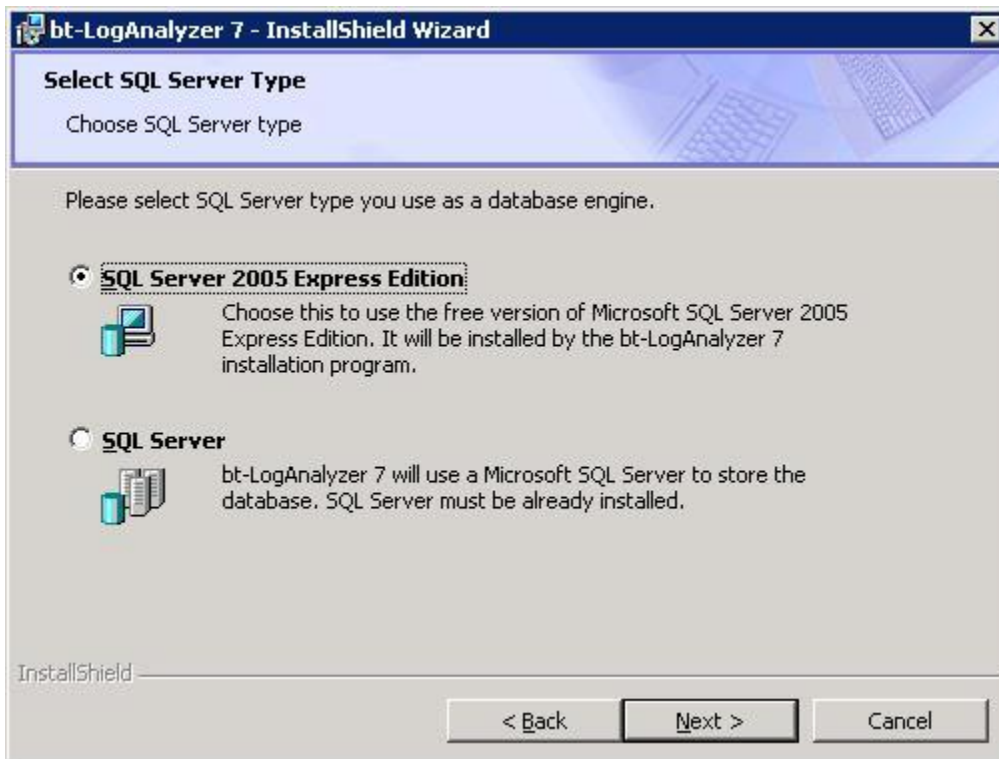 bt-LogAnalyzer 7 - InstallShield Wizard
Select SQL Server Type
Choose SQL Server type
Please select SQL Server type you use as a database engine.
SQL Server 2005 Express Edition
Choose this to use the free version of Microsoft SQL Server 2005
Express Edition. It will be installed by the bt-LogAnalyzer 7
installation program.
SQL Server
bt-LogAnalyzer 7 will use a Microsoft SQL Server to store the
database. SQL Server must be already installed.
InstallShield
< Back Next > Cancel